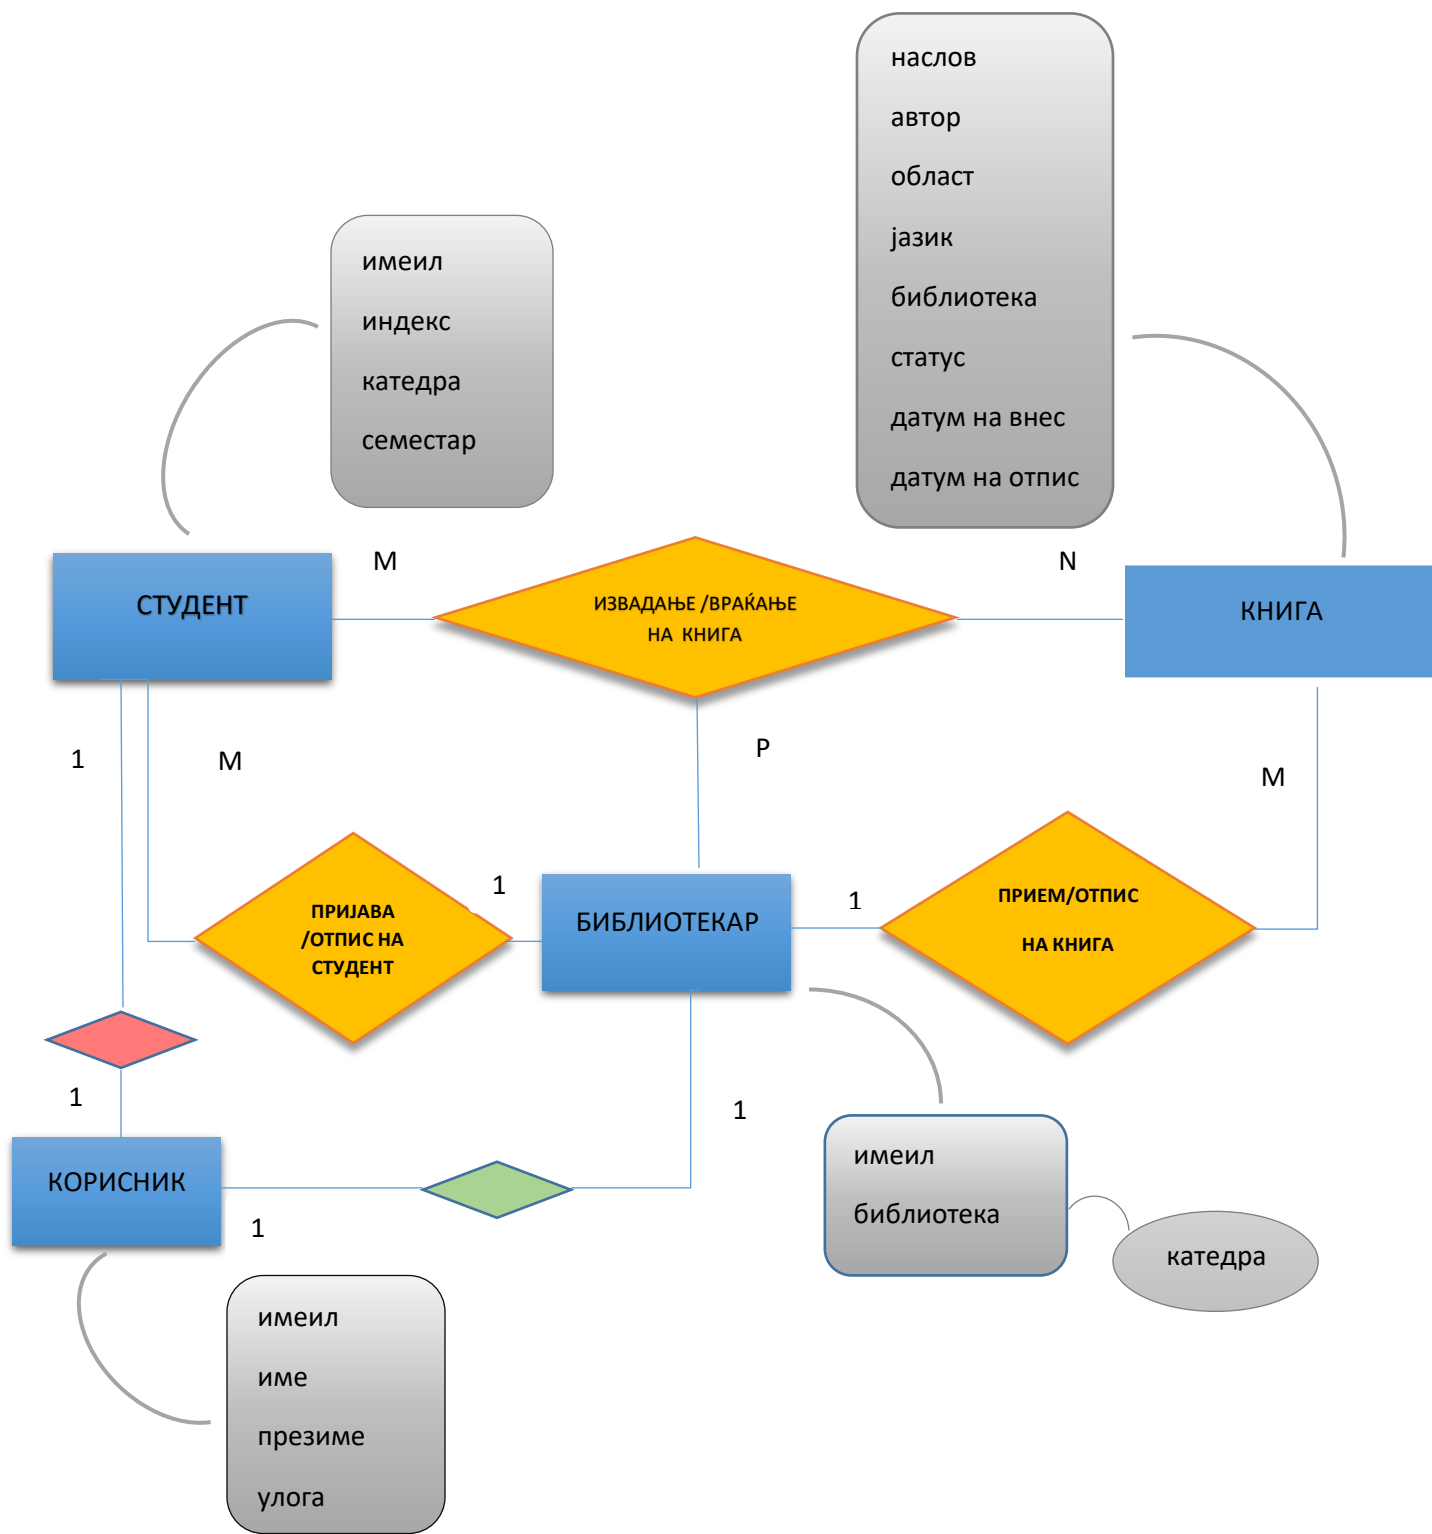 наслов
автор
област
јазик
библиотека
статус
датум на внес
датум на отпис
имеил
индекс
катедра
семестар
M
N
СТУДЕНТ
ИЗВАДАЊЕ /ВРАЌАЊЕ
НА КНИГА
КНИГА
1
M
P
M
1
1
ПРИЈАВА
/ОТПИС НА
СТУДЕНТ
БИБЛИОТЕКАР
ПРИЕМ/ОТПИС
НА КНИГА
1
1
КОРИСНИК
1
имеил
библиотека
катедра
имеил
име
презиме
улога